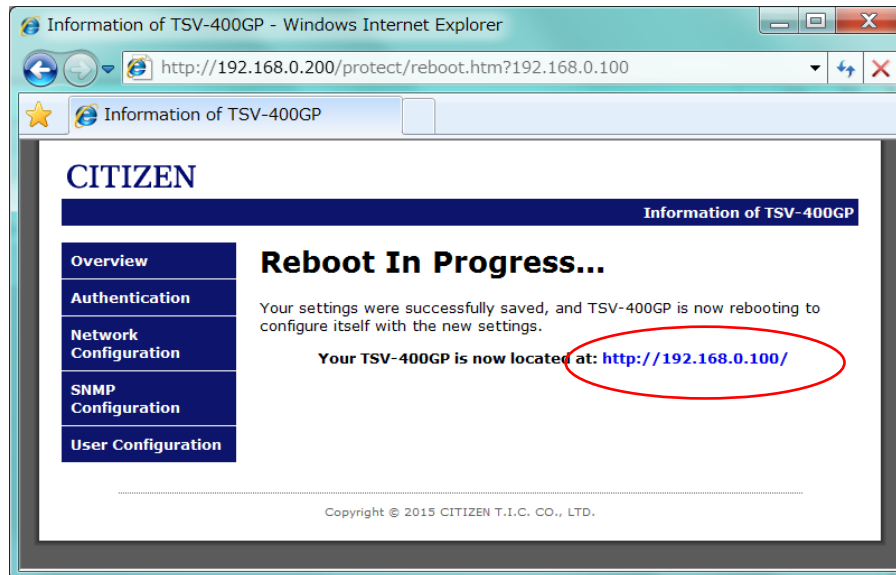 Information of TSV-400GP - Windows Internet Explorer
http://192.168.0.200/protect/reboot.htm?192.168.0.100
Information of TSV-400GP
CITIZEN
Information of TSV-400GP
Overview
Authentication
Network
Configuration
SNMP
Configuration
User Configuration
Reboot In Progress...
Your settings were successfully saved, and TSV-400GP is now rebooting to
configure itself with the new settings.
Your TSV-400GP is now located at: http://192.168.0.100/
Copyright © 2015 CITIZEN T.I.C. CO., LTD.